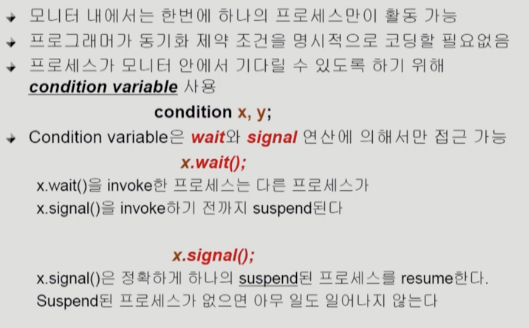 모니터 내에서는 한번에 하나의 프로세스만이 활동 가능
프로그래머가 동기화 제약 조건을 명시적으로 코딩할 필요없음
프로세스가 모니터 안에서 기다릴 수 있도록 하기 위해
condition variable 사용
condition x, y;
Condition variable은 wait와 signal 연산에 의해서만 접근 가능
x.wait();
x.wait()을 invoke한 프로세스는 다른 프로세스가
x.signal()을 invoke하기 전까지 suspend된다
x.signal();
x.signal()은 정확하게 하나의 suspend된 프로세스를 resume한다.
Suspend된 프로세스가 없으면 아무 일도 일어나지 않는다